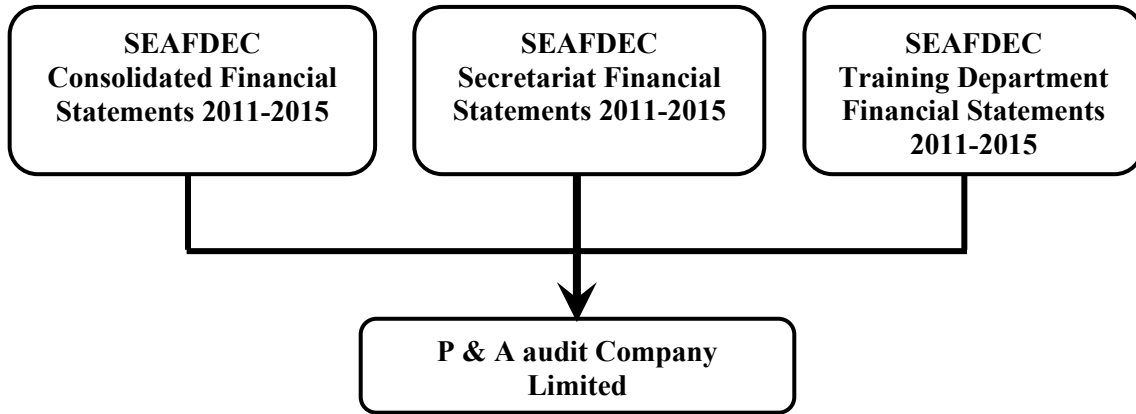 SEAFDEC
Consolidated Financial
Statements 2011-2015
SEAFDEC
Secretariat Financial
Statements 2011-2015
SEAFDEC
Training Department
Financial Statements
2011-2015
P & A audit Company
Limited